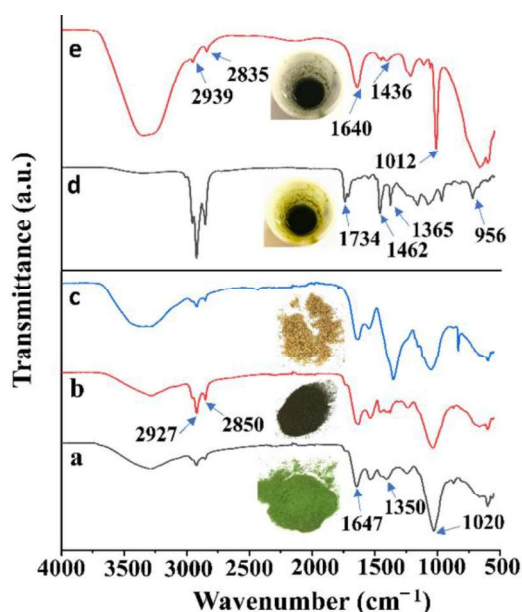 e
2939
2835
1640
1436
1012
d
1734
1462
1365
956
c
b
2927
2850
a
1647
1350
1020
Transmittance (a.u.)
4000 3500 3000 2500 2000 1500 1000 500
Wavenumber (cm⁻¹)